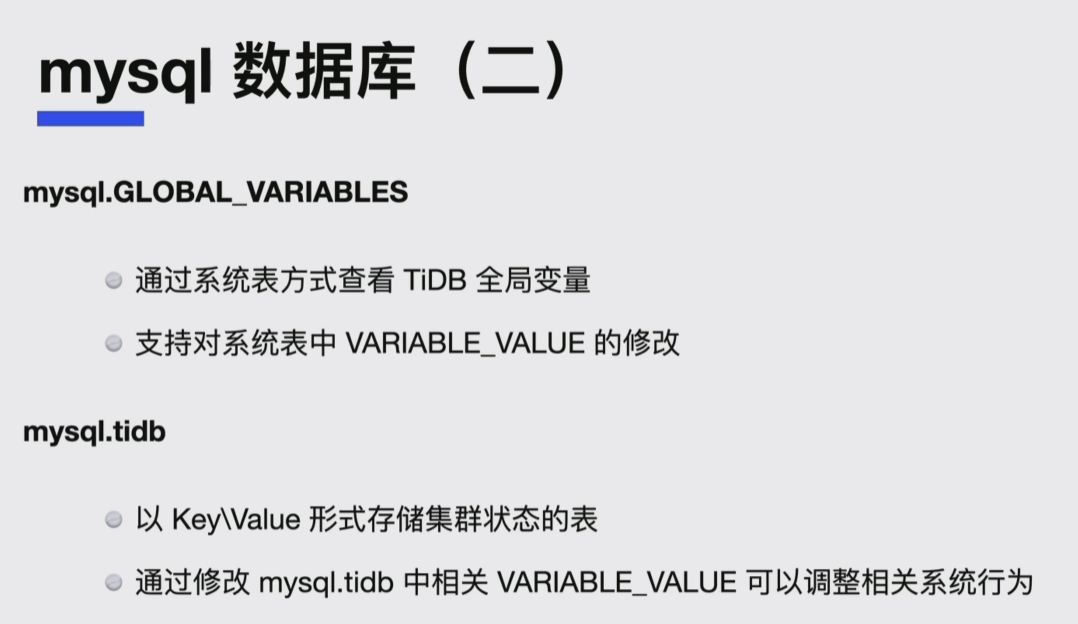 mysql 数据库（二）
mysql.GLOBAL_VARIABLES
通过系统表方式查看 TiDB 全局变量
支持对系统表中 VARIABLE_VALUE 的修改
mysql.tidb
以 Key\Value 形式存储集群状态的表
通过修改 mysql.tidb 中相关 VARIABLE_VALUE 可以调整相关系统行为